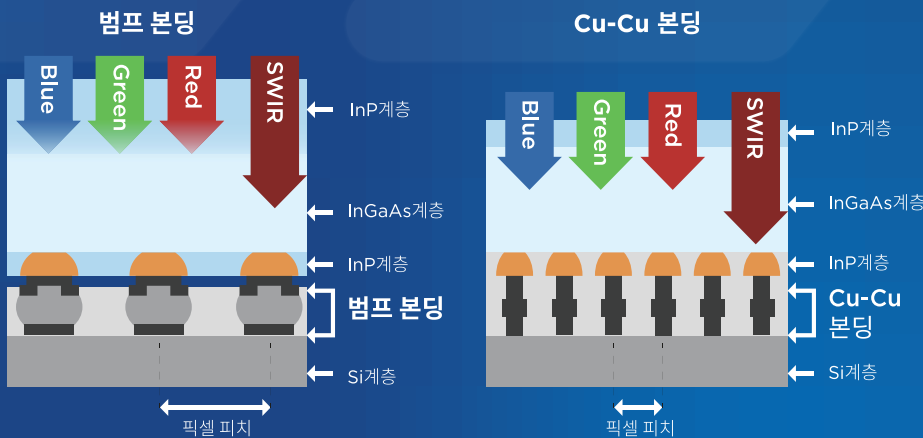 범프 본딩
Blue
Green
Red
SWIR
InP계층
InGaAs계층
InP계층
범프 본딩
Si계층
픽셀 피치
Cu-Cu 본딩
Blue
Green
Red
SWIR
InP계층
InGaAs계층
InP계층
Cu-Cu
본딩
Si계층
픽셀 피치